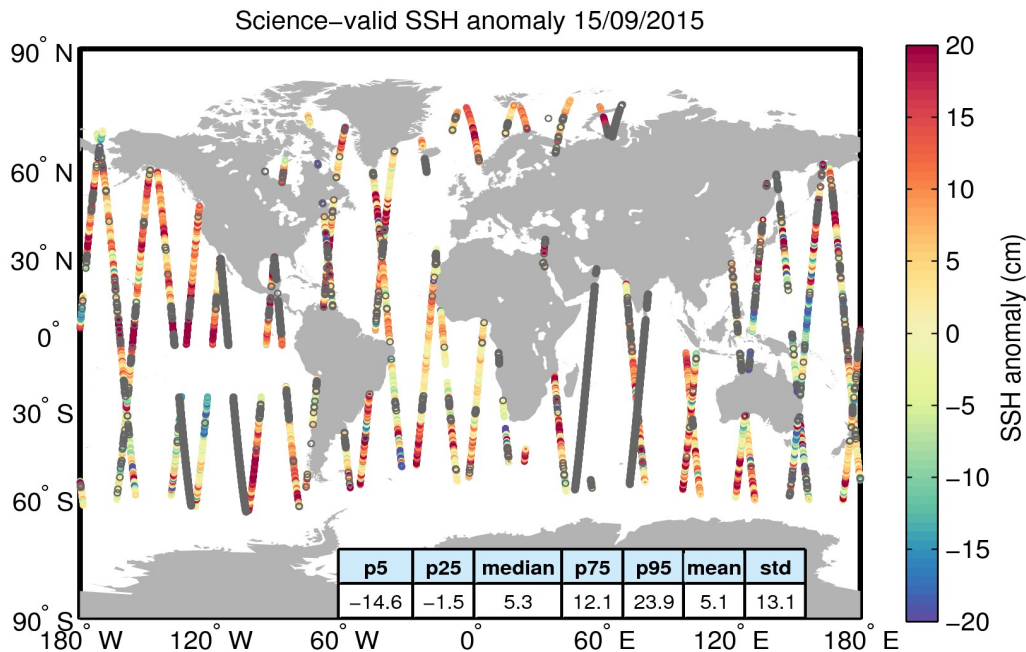 Science−valid SSH anomaly 15/09/2015
90° N
60° N
30° N
0°
30° S
60° S
90° S
180° W
120° W
60° W
0°
60° E
120° E
180° E
p5 p25 median p75 p95 mean std
−14.6 −1.5 5.3 12.1 23.9 5.1 13.1
20
15
10
5
0
−5
−10
−15
−20
SSH anomaly (cm)